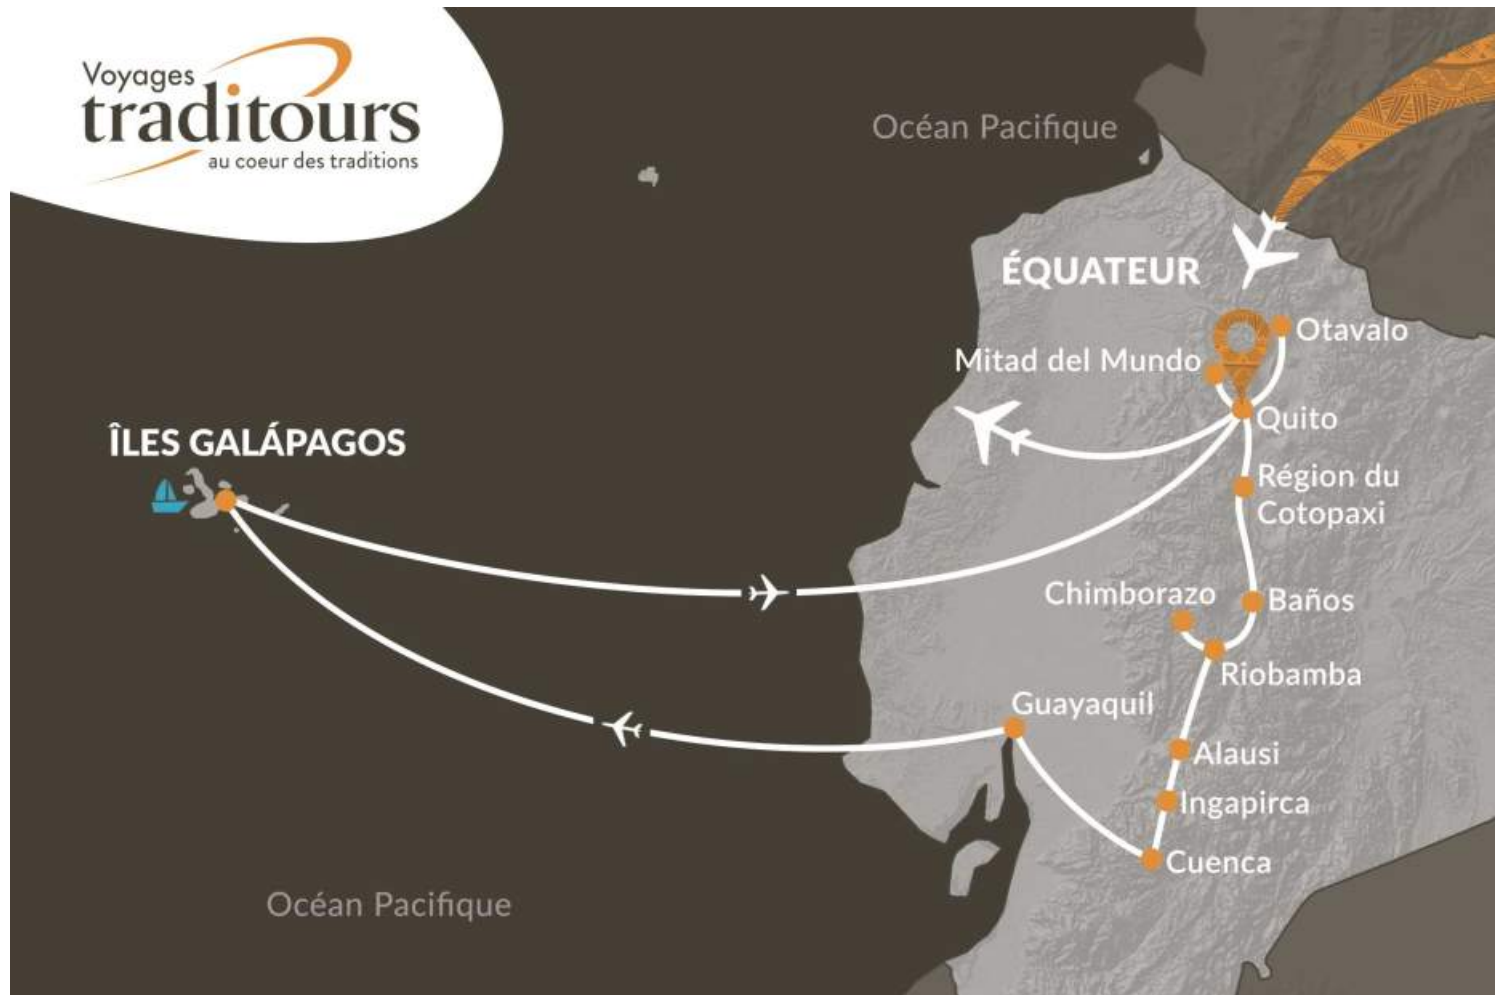 Voyages
traditours
au coeur des traditions
Océan Pacifique
ÉQUATEUR
Otavalo
Mitad del Mundo
Quito
ÎLES GALÁPAGOS
Région du
Cotopaxi
Chimborazo
Baños
Riobamba
Guayaquil
Alausi
Ingapirca
Cuenca
Océan Pacifique